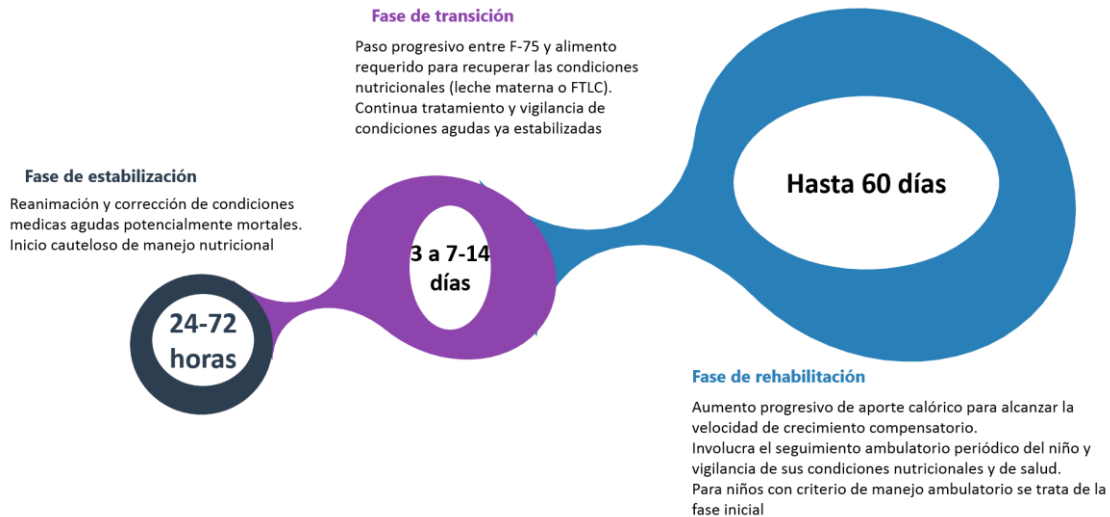 Fase de transición
Paso progresivo entre F-75 y alimento
requerido para recuperar las condiciones
nutricionales (leche materna o FTLC).
Continua tratamiento y vigilancia de
condiciones agudas ya estabilizadas
Fase de estabilización
Reanimación y corrección de condiciones
medicas agudas potencialmente mortales.
Inicio cauteloso de manejo nutricional
24-72
horas
3 a 7-14
días
Hasta 60 días
Fase de rehabilitación
Aumento progresivo de aporte calórico para alcanzar la
velocidad de crecimiento compensatorio.
Involucra el seguimiento ambulatorio periódico del niño y
vigilancia de sus condiciones nutricionales y de salud.
Para niños con criterio de manejo ambulatorio se trata de la
fase inicial